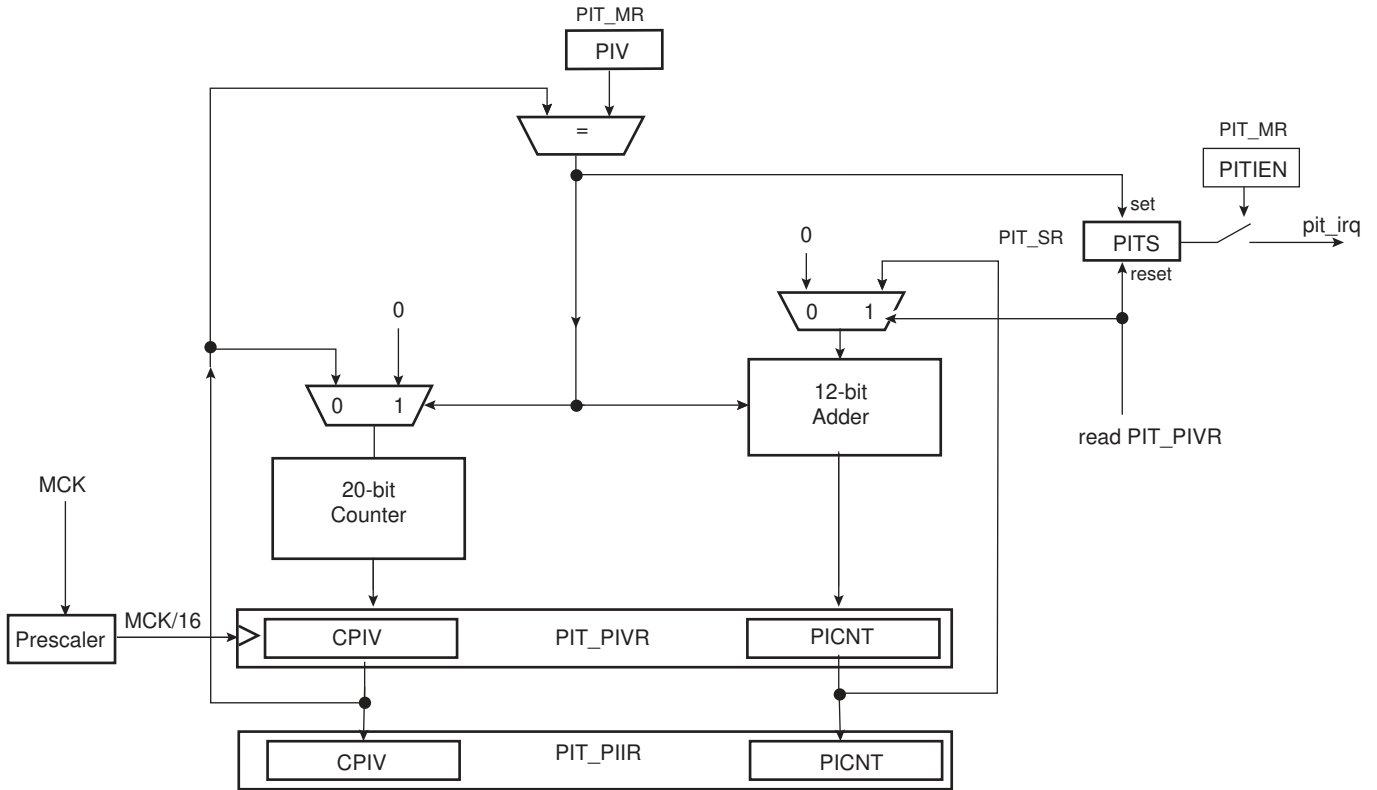 PIT_MR
PIV
=
PIT_MR
PITIEN
set
PIT_SR
PITS
pit_irq
reset
0
0 1
0
0 1
12-bit
Adder
read PIT_PIVR
MCK
20-bit
Counter
Prescaler
MCK/16
CPIV
PIT_PIVR
PICNT
CPIV
PIT_PIIR
PICNT